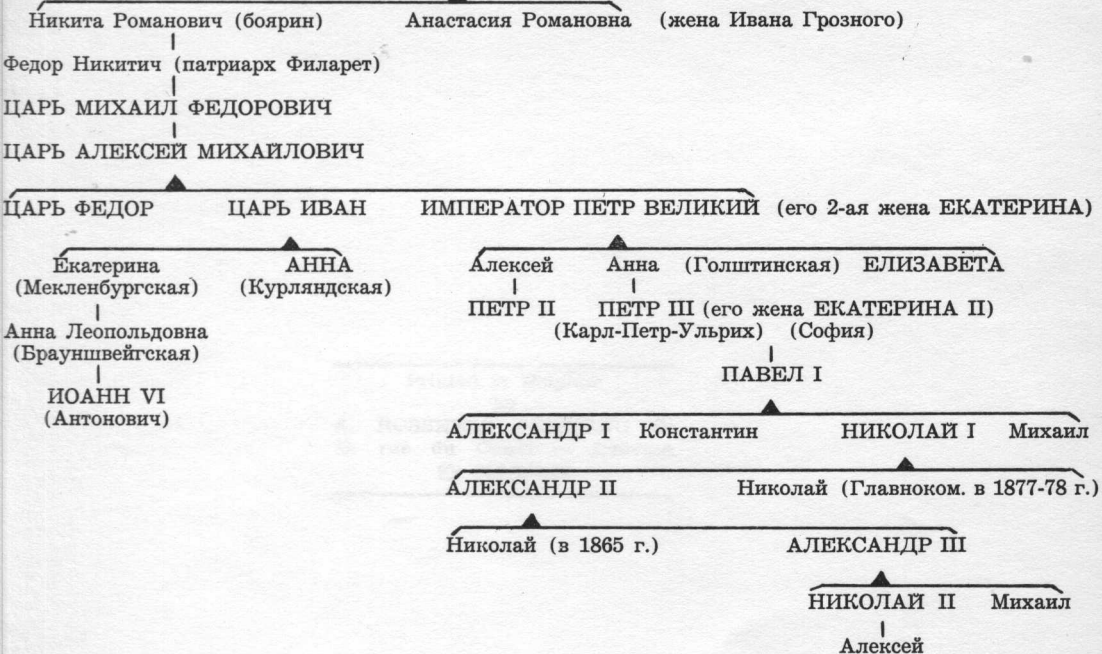 Никита Романович (боярин) Анастасия Романовна (жена Ивана Грозного)
Федор Никитич (патриарх Филарет)
ЦАРЬ МИХАИЛ ФЕДОРОВИЧ
ЦАРЬ АЛЕКСЕЙ МИХАЙЛОВИЧ
ЦАРЬ ФЕДОР ЦАРЬ ИВАН ИМПЕРАТОР ПЕТР ВЕЛИКИЙ (его 2-ая жена ЕКАТЕРИНА)
Екатерина АННА Алексей Анна (Голштинская) ЕЛИЗАВЕТА
(Мекленбургская) (Курляндская)
ПЕТР II ПЕТР III (его жена ЕКАТЕРИНА II)
Анна Леопольдовна (Карл-Петр-Ульрих) (София)
(Брауншвейгская)
ПАВЕЛ I
ИОАНН VI
(Антонович)
АЛЕКСАНДР I Константин НИКОЛАЙ I Михаил
АЛЕКСАНДР II Николай (Главноком. в 1877-78 г.)
Николай (в 1865 г.) АЛЕКСАНДР III
НИКОЛАЙ II Михаил
Алексей